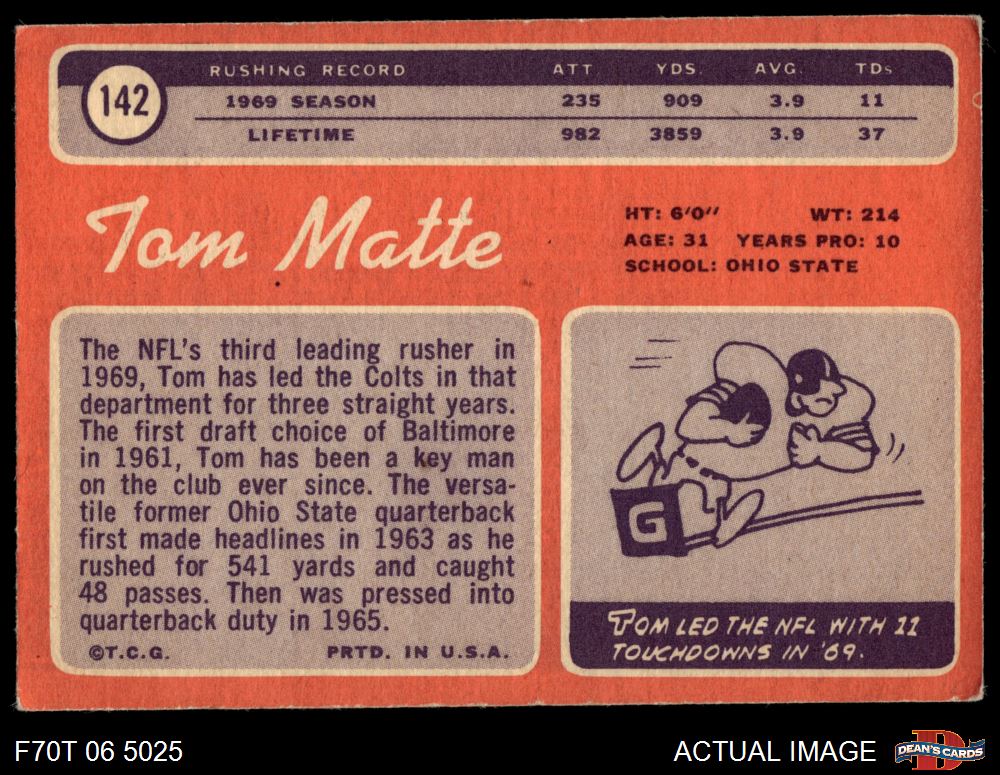 142
RUSHING RECORD ATT. YDS. AVG. TDs
1969 SEASON 235 909 3.9 11
LIFETIME 982 3859 3.9 37
Tom Matte
HT: 6'0" WT: 214
AGE: 31 YEARS PRO: 10
SCHOOL: OHIO STATE
The NFL's third leading rusher in
1969, Tom has led the Colts in that
department for three straight years.
The first draft choice of Baltimore
in 1961, Tom has been a key man
on the club ever since. The versa-
tile former Ohio State quarterback
first made headlines in 1963 as he
rushed for 541 yards and caught
48 passes. Then was pressed into
quarterback duty in 1965.
©T.C.G. PRTD. IN U.S.A.
G
TOM LED THE NFL WITH 11
TOUCHDOWNS IN '69.
F70T 06 5025
ACTUAL IMAGE
DEAN'S CARDS